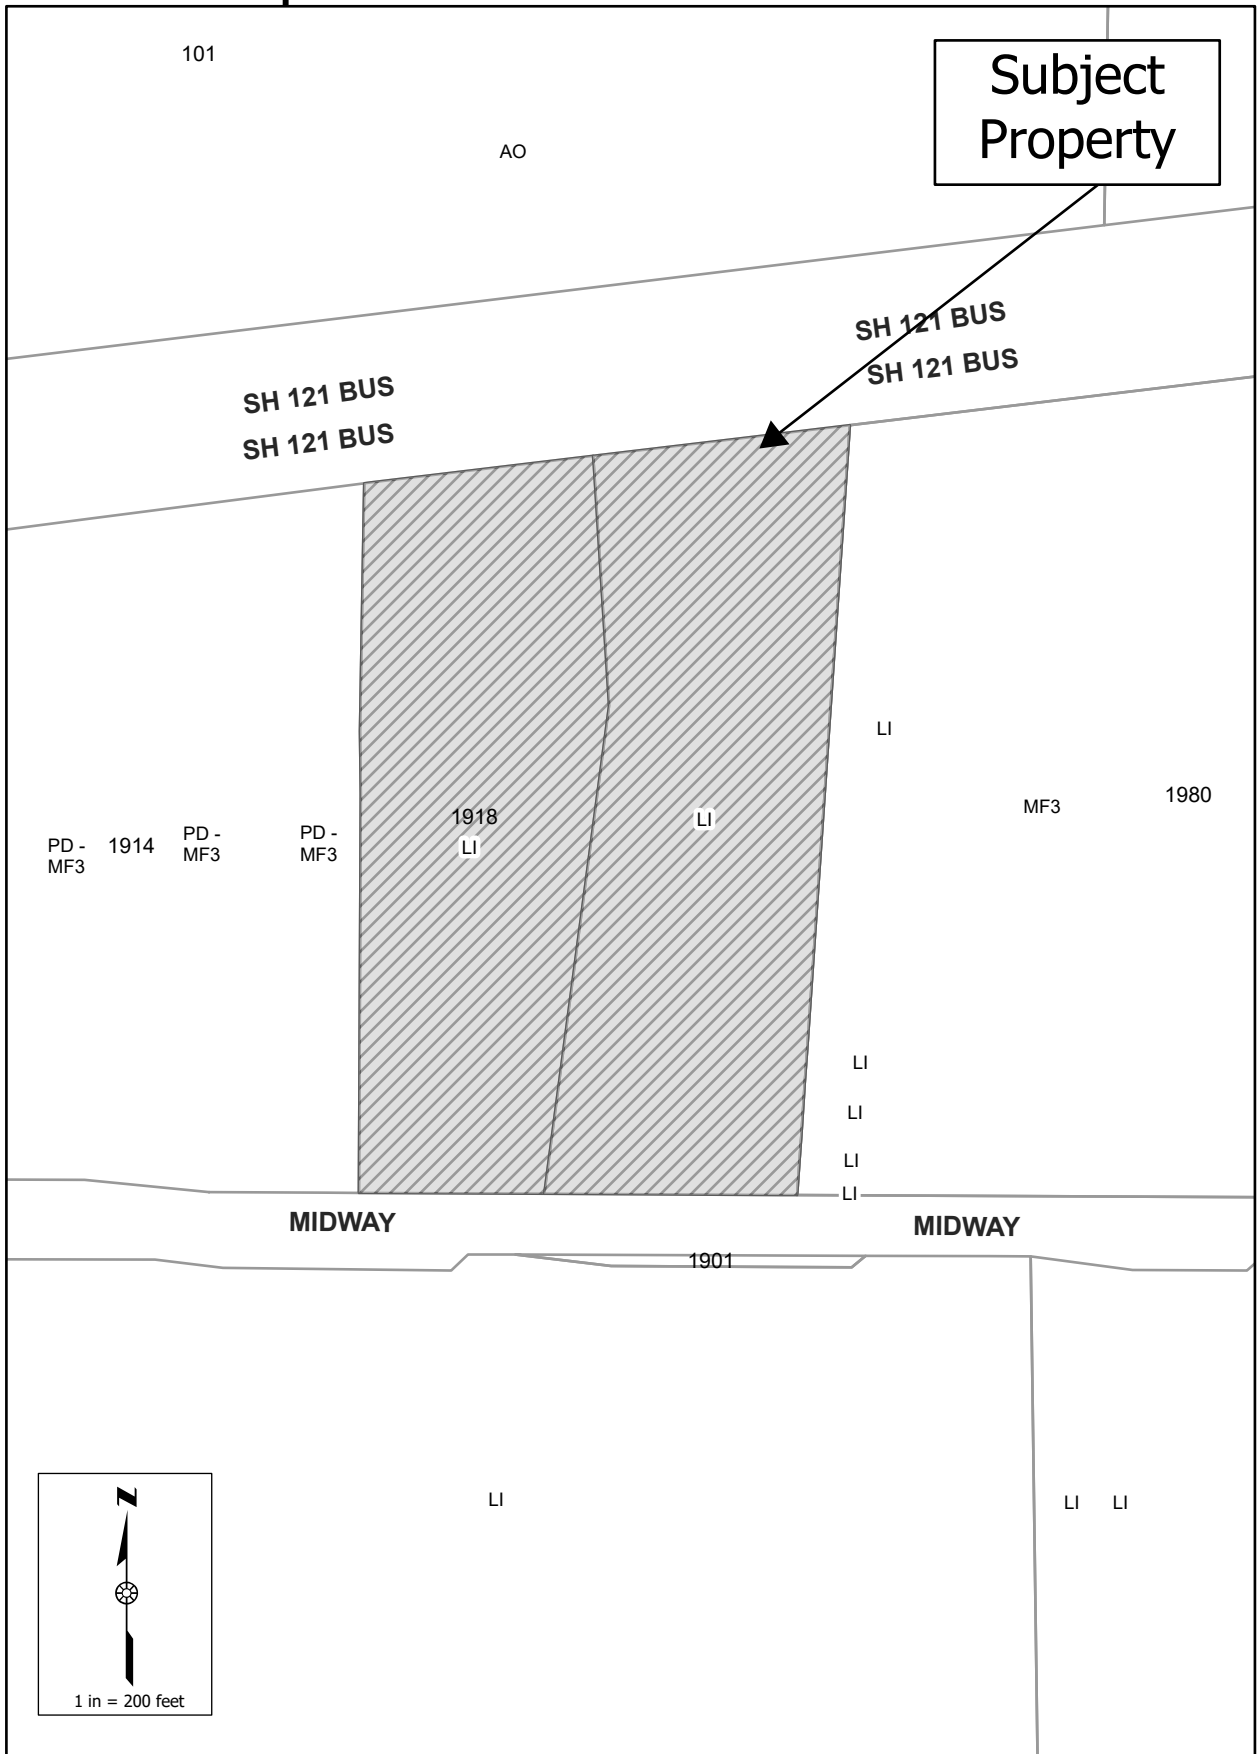 101
Subject
Property
AO
SH 121 BUS
SH 121 BUS
SH 121 BUS
SH 121 BUS
LI
1980
MF3
1918
LI
LI
PD -
MF3
1914
PD -
MF3
PD -
MF3
LI
LI
LI
LI
MIDWAY
MIDWAY
1901
LI
LI
LI
N
1 in = 200 feet